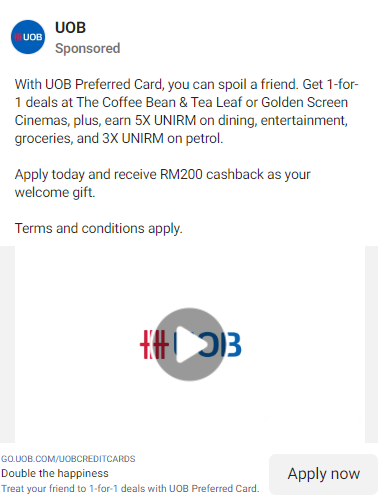 UOB
UOB
Sponsored
With UOB Preferred Card, you can spoil a friend. Get 1-for-
1 deals at The Coffee Bean & Tea Leaf or Golden Screen
Cinemas, plus, earn 5X UNIRM on dining, entertainment,
groceries, and 3X UNIRM on petrol.
Apply today and receive RM200 cashback as your
welcome gift.
Terms and conditions apply.
UOB
GO.UOB.COM/UOBCREDITCARDS
Double the happiness
Treat your friend to 1-for-1 deals with UOB Preferred Card.
Apply now